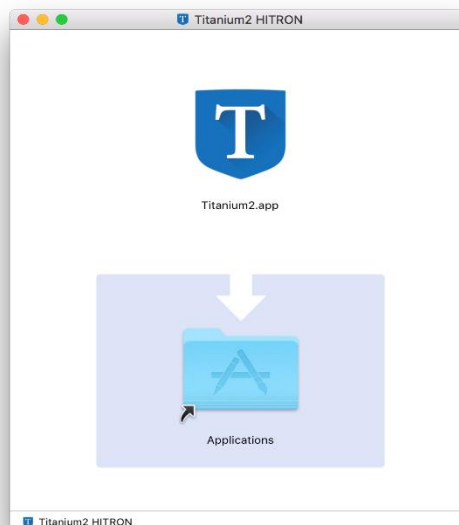 Titanium2 HITRON
T
Titanium2.app
Applications
Titanium2 HITRON